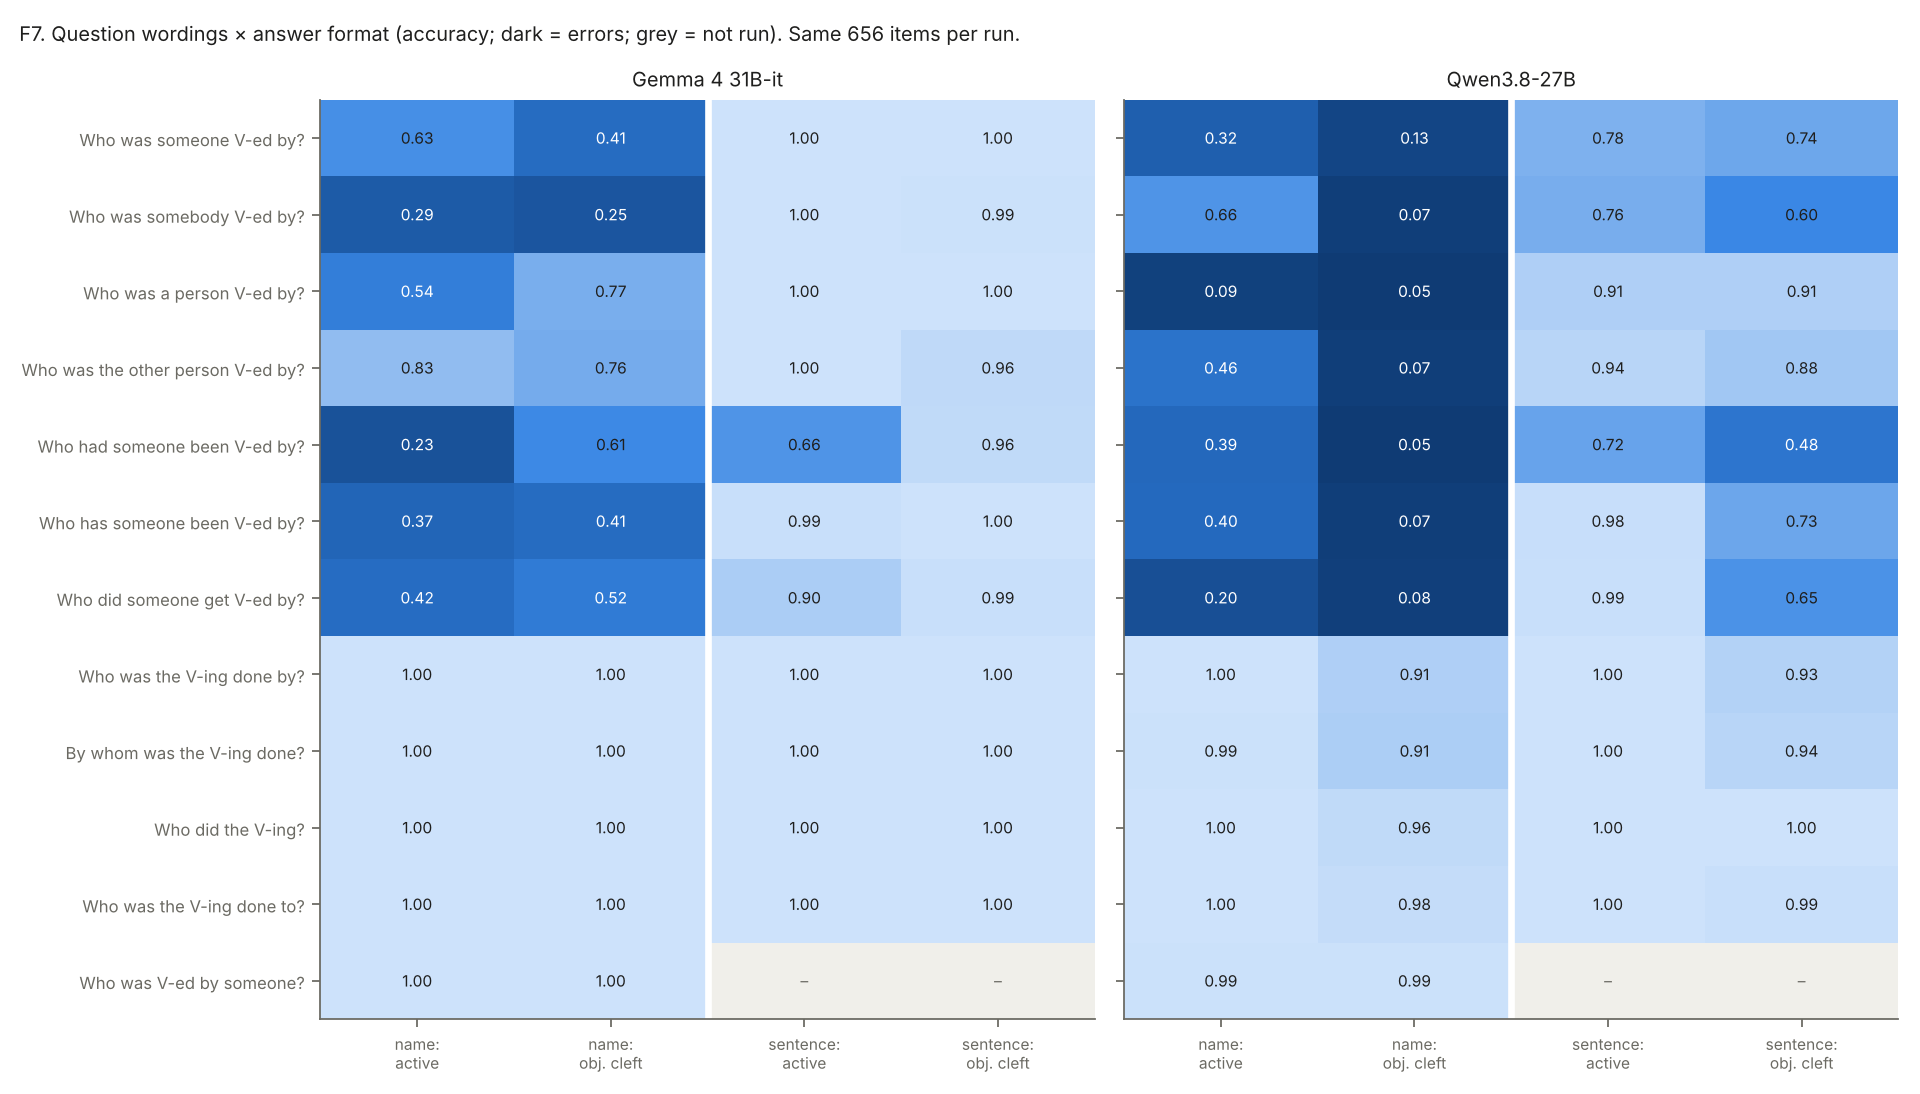 F7. Question wordings × answer format (accuracy; dark = errors; grey = not run). Same 656 items per run.
Gemma 4 31B-it
Qwen3.8-27B
Who was someone V-ed by? 0.63 0.41 1.00 1.00 0.32 0.13 0.78 0.74
Who was somebody V-ed by? 0.29 0.25 1.00 0.99 0.66 0.07 0.76 0.60
Who was a person V-ed by? 0.54 0.77 1.00 1.00 0.09 0.05 0.91 0.91
Who was the other person V-ed by? 0.83 0.76 1.00 0.96 0.46 0.07 0.94 0.88
Who had someone been V-ed by? 0.23 0.61 0.66 0.96 0.39 0.05 0.72 0.48
Who has someone been V-ed by? 0.37 0.41 0.99 1.00 0.40 0.07 0.98 0.73
Who did someone get V-ed by? 0.42 0.52 0.90 0.99 0.20 0.08 0.99 0.65
Who was the V-ing done by? 1.00 1.00 1.00 1.00 1.00 0.91 1.00 0.93
By whom was the V-ing done? 1.00 1.00 1.00 1.00 0.99 0.91 1.00 0.94
Who did the V-ing? 1.00 1.00 1.00 1.00 1.00 0.96 1.00 1.00
Who was the V-ing done to? 1.00 1.00 1.00 1.00 1.00 0.98 1.00 0.99
Who was V-ed by someone? 1.00 1.00 – – 0.99 0.99 – –
name: name: sentence: sentence: name: name: sentence: sentence:
active obj. cleft active obj. cleft active obj. cleft active obj. cleft